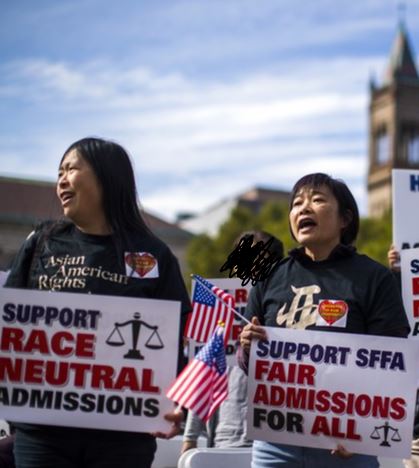 Asian
American
Rights
SUPPORT
RACE
NEUTRAL
ADMISSIONS
SUPPORT SFFA
FAIR
ADMISSIONS
FOR ALL